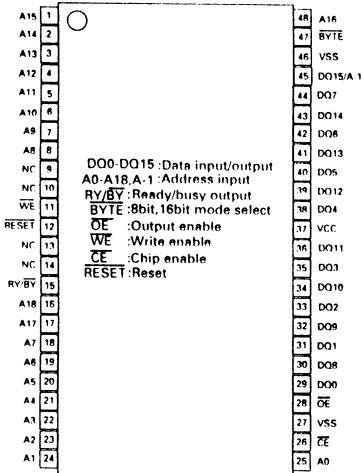 A15 1
A14 2
A13 3
A12 4
A11 5
A10 6
A9 7
A8 8
NC 9
NC 10
WE 11
RESET 12
NC 13
NC 14
RY/BY 15
A18 16
A17 17
A7 18
A6 19
A5 20
A4 21
A3 22
A2 23
A1 24
DQ0-DQ15 :Data input/output
A0-A18,A-1 :Address input
RY/BY :Ready/busy output
BYTE :8bit,16bit mode select
OE :Output enable
WE :Write enable
CE :Chip enable
RESET :Reset
48 A16
47 BYTE
46 VSS
45 DQ15/A-1
44 DQ7
43 DQ14
42 DQ6
41 DQ13
40 DQ5
39 DQ12
38 DQ4
37 VCC
36 DQ11
35 DQ3
34 DQ10
33 DQ2
32 DQ9
31 DQ1
30 DQ8
29 DQ0
28 OE
27 VSS
26 CE
25 A0